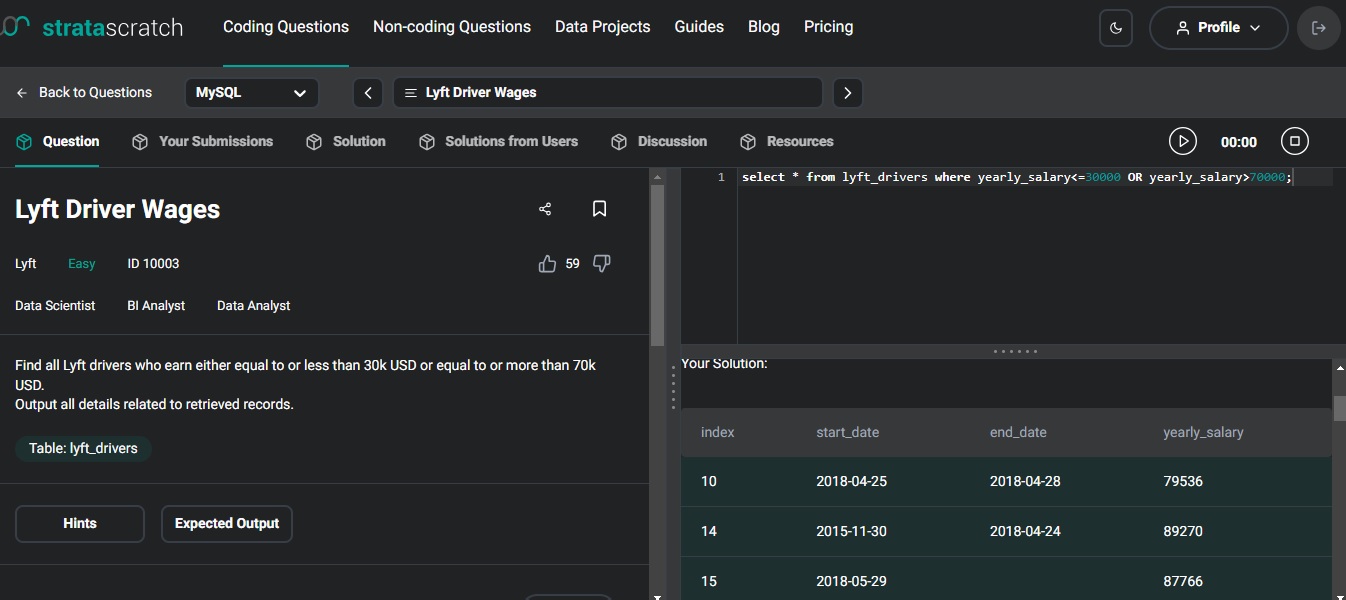 stratascratch
Coding Questions Non-coding Questions Data Projects Guides Blog Pricing
Profile
Back to Questions
MySQL
Lyft Driver Wages
Question Your Submissions Solution Solutions from Users Discussion Resources
00:00
Lyft Driver Wages
Lyft Easy ID 10003
59
Data Scientist BI Analyst Data Analyst
Find all Lyft drivers who earn either equal to or less than 30k USD or equal to or more than 70k
USD.
Output all details related to retrieved records.
Table: lyft_drivers
Hints Expected Output
1 select * from lyft_drivers where yearly_salary<=30000 OR yearly_salary>70000;
Your Solution:
index start_date end_date yearly_salary
10 2018-04-25 2018-04-28 79536
14 2015-11-30 2018-04-24 89270
15 2018-05-29 87766